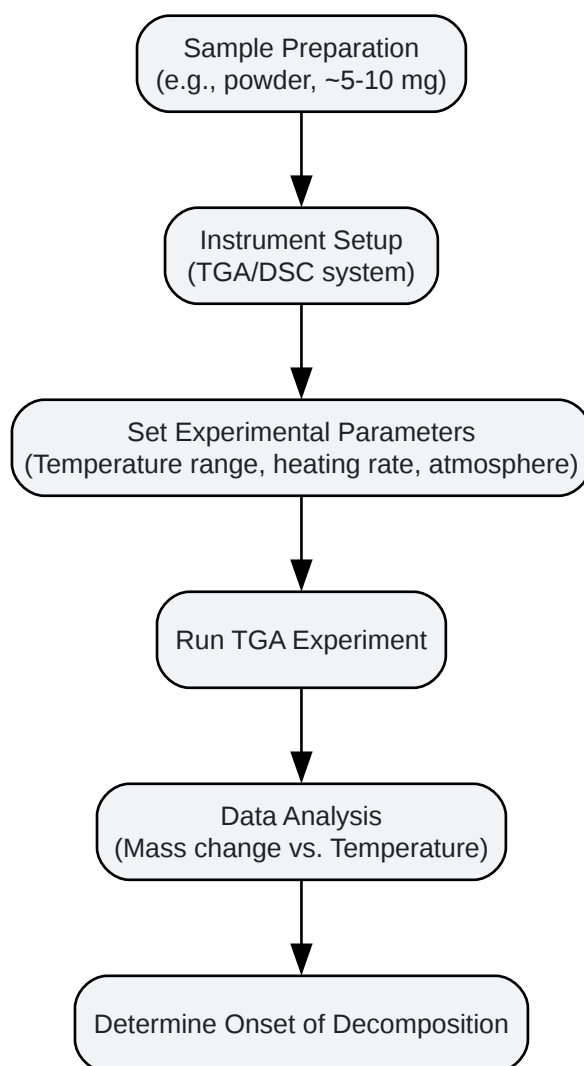 Sample Preparation
(e.g., powder, ~5-10 mg)
Instrument Setup
(TGA/DSC system)
Set Experimental Parameters
(Temperature range, heating rate, atmosphere)
Run TGA Experiment
Data Analysis
(Mass change vs. Temperature)
Determine Onset of Decomposition